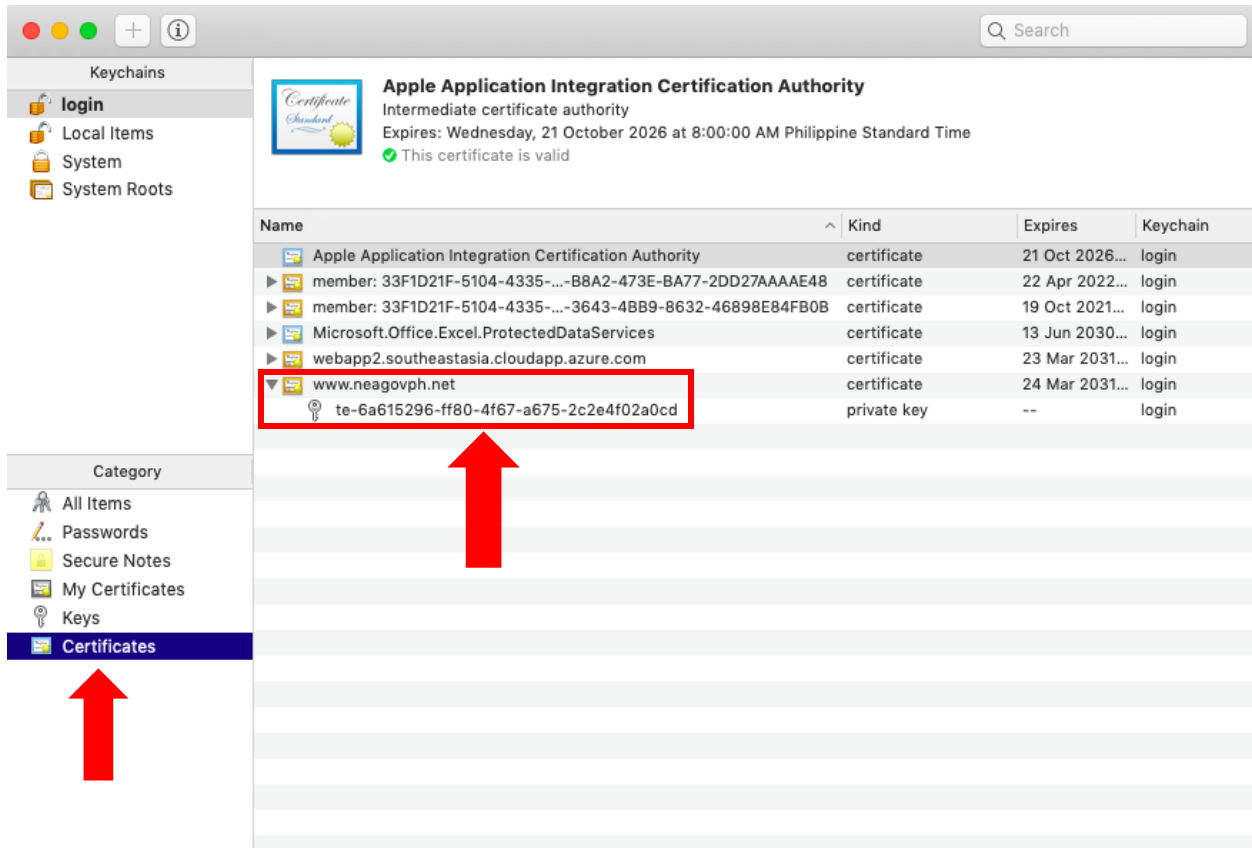 Search
Keychains
login
Local Items
System
System Roots
Certificate
Standard
Apple Application Integration Certification Authority
Intermediate certificate authority
Expires: Wednesday, 21 October 2026 at 8:00:00 AM Philippine Standard Time
This certificate is valid
Name Kind Expires Keychain
Apple Application Integration Certification Authority certificate 21 Oct 2026... login
member: 33F1D21F-5104-4335-...-B8A2-473E-BA77-2DD27AAAAE48 certificate 22 Apr 2022... login
member: 33F1D21F-5104-4335-...-3643-4BB9-8632-46898E84FB0B certificate 19 Oct 2021... login
Microsoft.Office.Excel.ProtectedDataServices certificate 13 Jun 2030... login
webapp2.southeastasia.cloudapp.azure.com certificate 23 Mar 2031... login
www.neagovph.net certificate 24 Mar 2031... login
te-6a615296-ff80-4f67-a675-2c2e4f02a0cd private key -- login
Category
All Items
Passwords
Secure Notes
My Certificates
Keys
Certificates